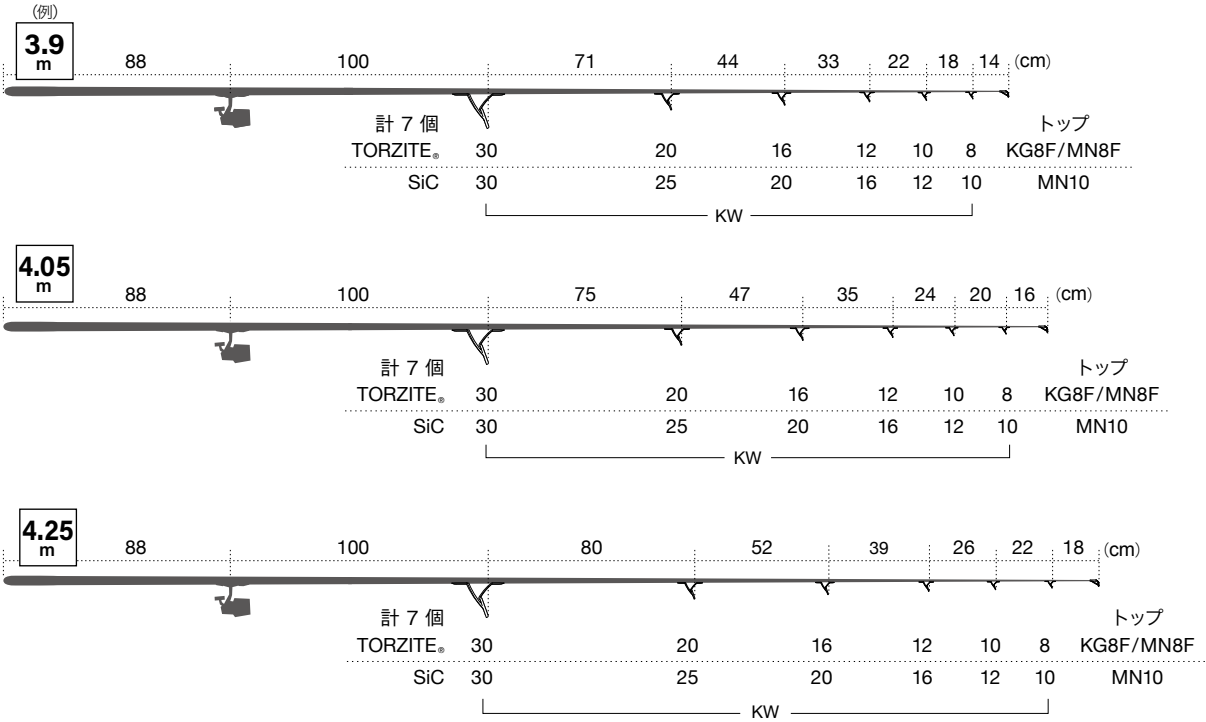 (例)
3.9
m
88 100 71 44 33 22 18 14 (cm)
計 7 個 トップ
TORZITE® 30 20 16 12 10 8 KG8F/MN8F
SiC 30 25 20 16 12 10 MN10
KW
4.05
m
88 100 75 47 35 24 20 16 (cm)
計 7 個 トップ
TORZITE® 30 20 16 12 10 8 KG8F/MN8F
SiC 30 25 20 16 12 10 MN10
KW
4.25
m
88 100 80 52 39 26 22 18 (cm)
計 7 個 トップ
TORZITE® 30 20 16 12 10 8 KG8F/MN8F
SiC 30 25 20 16 12 10 MN10
KW